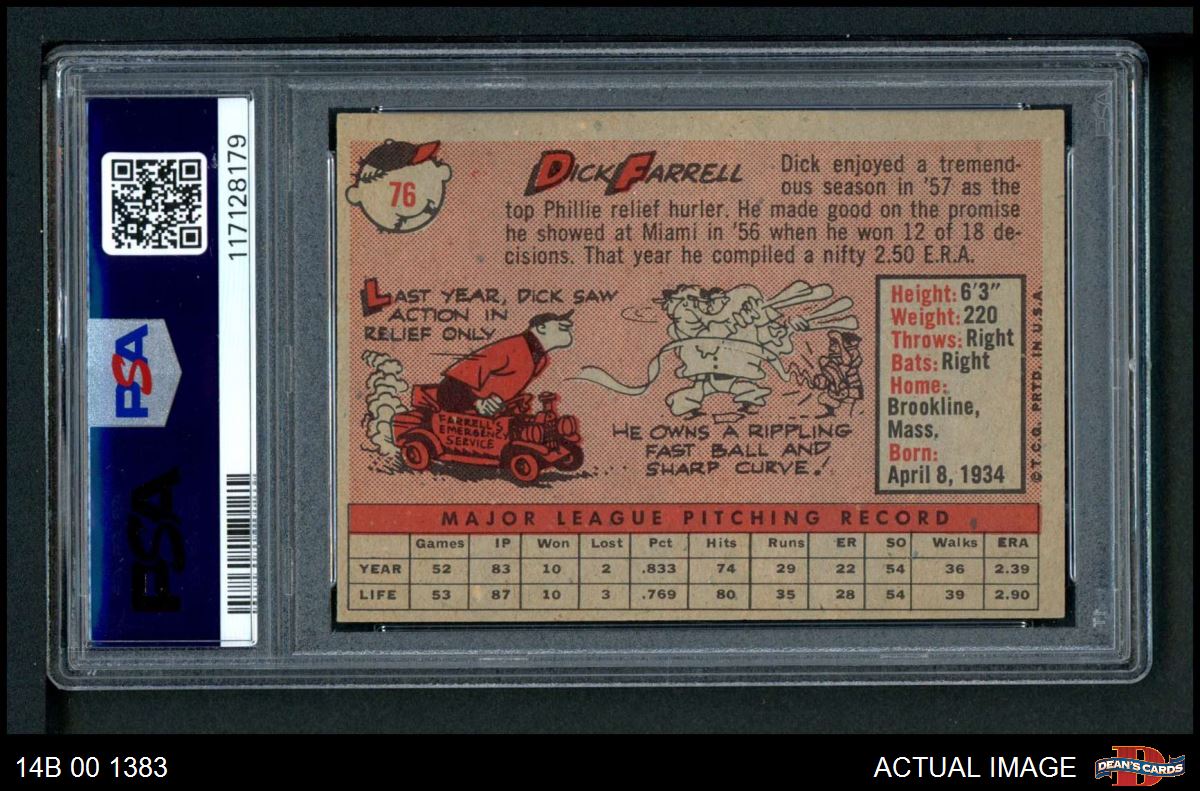 117128179
PSA
PSA
76
DICK FARRELL
Dick enjoyed a tremend-
ous season in '57 as the
top Phillie relief hurler. He made good on the promise
he showed at Miami in '56 when he won 12 of 18 de-
cisions. That year he compiled a nifty 2.50 E.R.A.
LAST YEAR, DICK SAW
ACTION IN
RELIEF ONLY
FARRELL'S
EMERGENCY
SERVICE
HE OWNS A RIPPLING
FAST BALL AND
SHARP CURVE!
Height: 6'3"
Weight: 220
Throws: Right
Bats: Right
Home:
Brookline,
Mass.
Born:
April 8, 1934
© T.C.G. PRTD. IN U.S.A.
MAJOR LEAGUE PITCHING RECORD
Games IP Won Lost Pct Hits Runs ER SO Walks ERA
YEAR 52 83 10 2 .833 74 29 22 54 36 2.39
LIFE 53 87 10 3 .769 80 35 28 54 39 2.90
14B 00 1383
ACTUAL IMAGE
D
DEAN'S CARDS